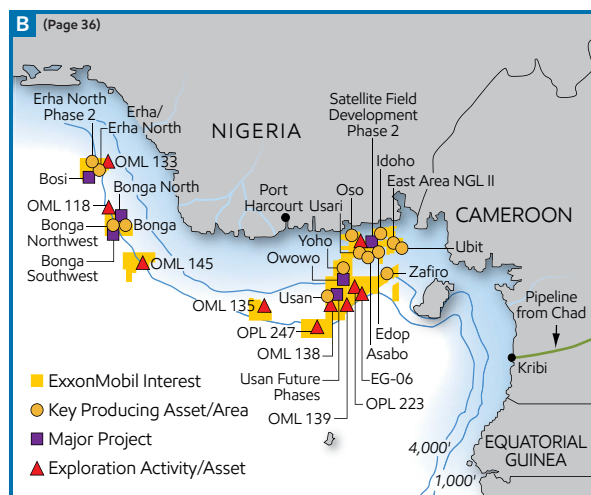 B (Page 36)
Erha North
Phase 2
Erha/
Erha North
NIGERIA
Satellite Field
Development
Phase 2
OML 133
Bosi
Bonga North
OML 118
Bonga
Northwest
Bonga
Bonga
Southwest
OML 145
Port
Harcourt
Usari
Oso
Idoho
East Area NGL II
CAMEROON
Yoho
Owowo
Ubit
Zafiro
Usan
OML 135
OPL 247
OML 138
Usan Future
Phases
OML 139
Edop
Asabo
EG-06
OPL 223
Pipeline
from Chad
Kribi
EQUATORIAL
GUINEA
4,000'
1,000'
ExxonMobil Interest
Key Producing Asset/Area
Major Project
Exploration Activity/Asset